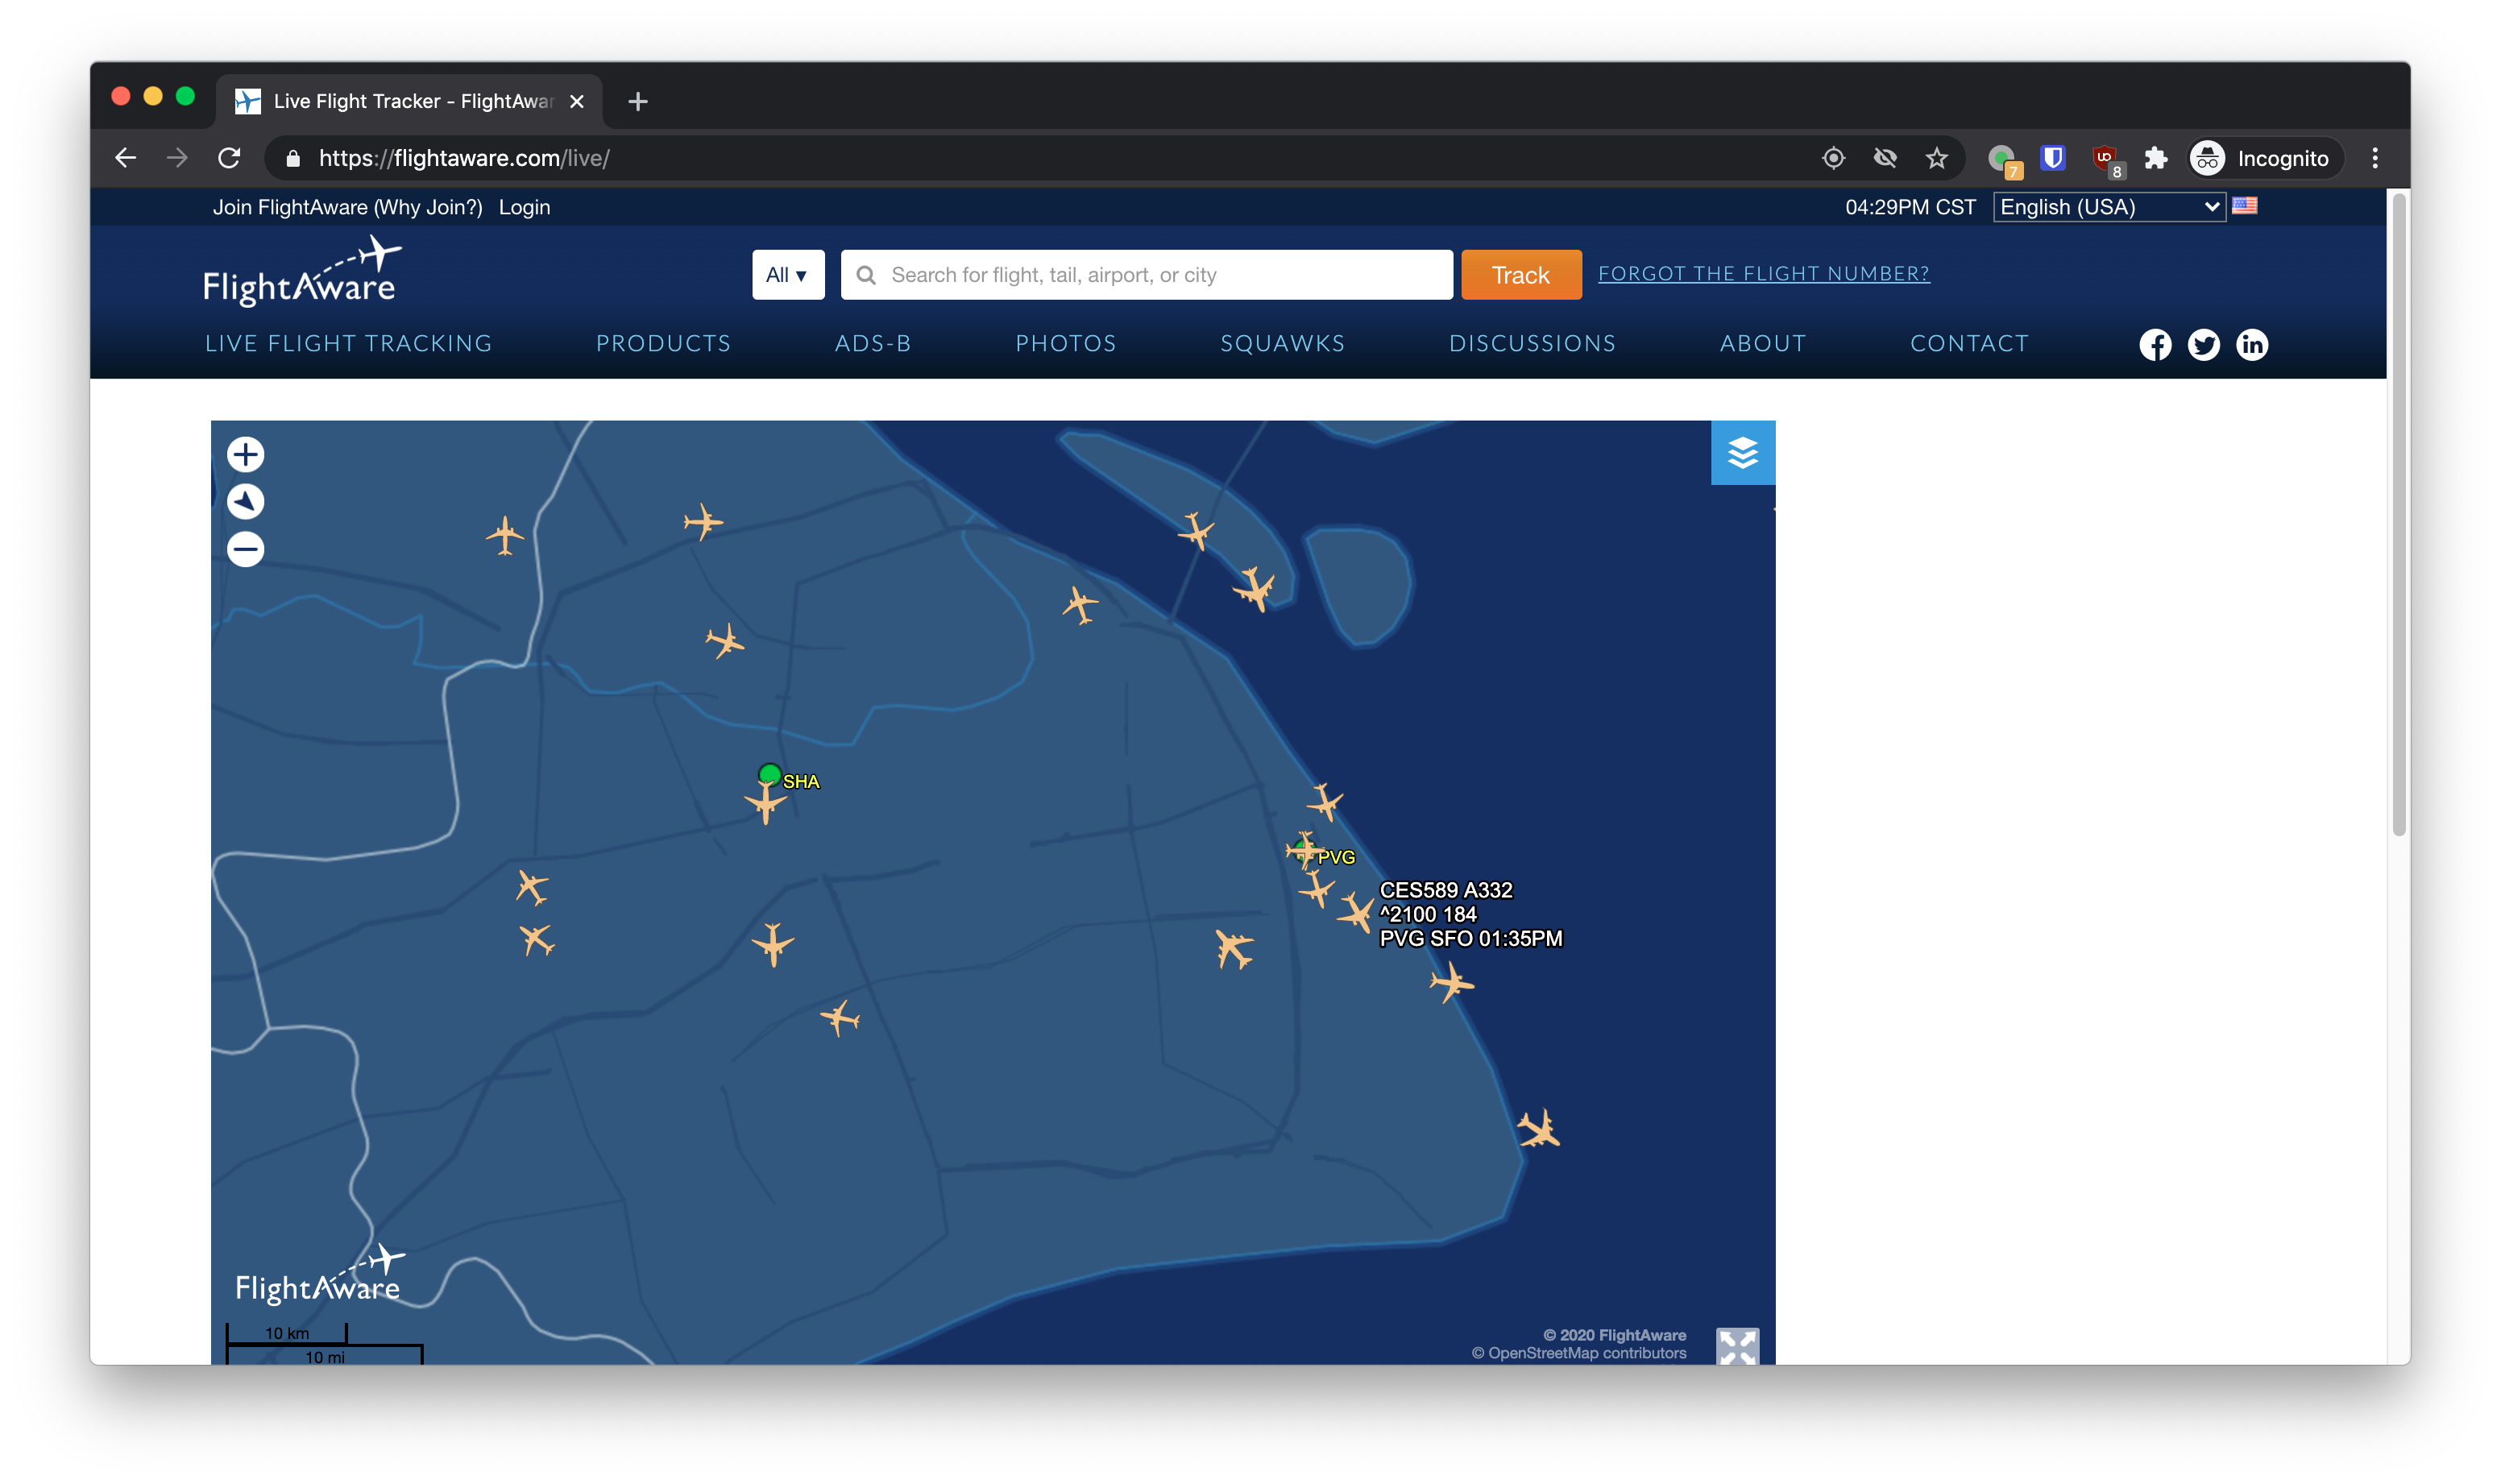 Live Flight Tracker - FlightAwar
https://flightaware.com/live/
7
8
Incognito
Join FlightAware (Why Join?) Login
04:29PM CST
English (USA)
FlightAware
All ▾
Search for flight, tail, airport, or city
Track
FORGOT THE FLIGHT NUMBER?
LIVE FLIGHT TRACKING
PRODUCTS
ADS-B
PHOTOS
SQUAWKS
DISCUSSIONS
ABOUT
CONTACT
SHA
PVG
CES589 A332
^2100 184
PVG SFO 01:35PM
FlightAware
10 km
10 mi
© 2020 FlightAware
© OpenStreetMap contributors